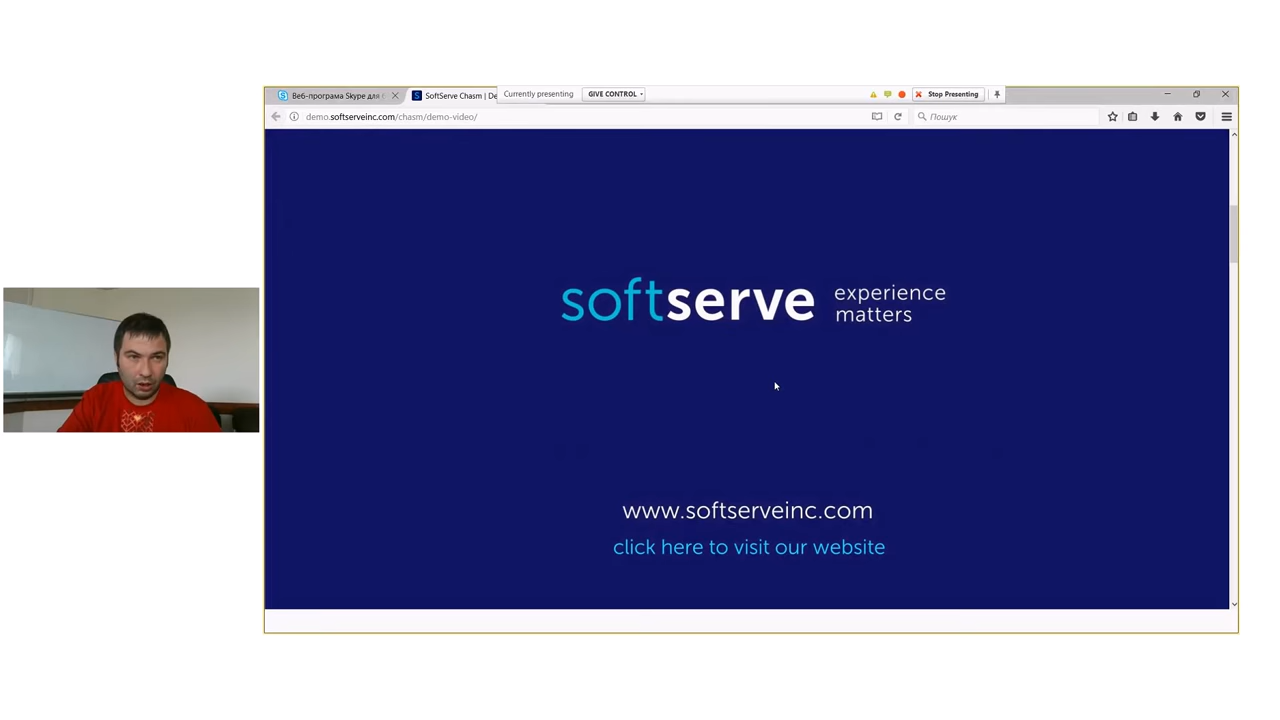 Веб-програма Skype для
SoftServe Chasm | De
Currently presenting
GIVE CONTROL
Stop Presenting
demo.softserveinc.com/chasm/demo-video/
Пошук
softserve
experience
matters
www.softserveinc.com
click here to visit our website